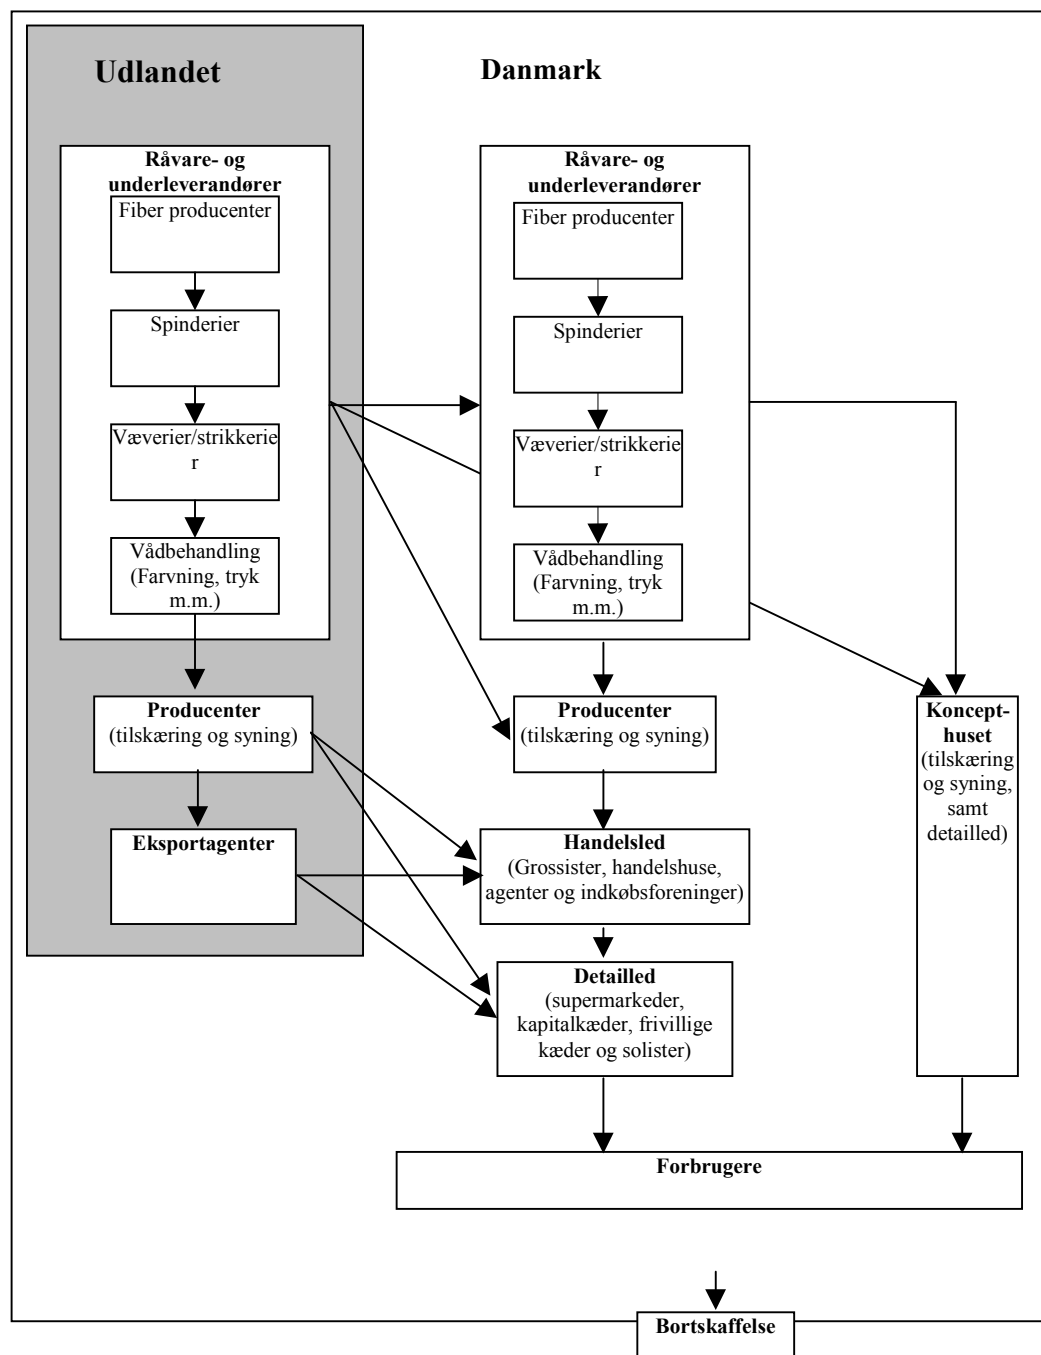 Udlandet
Råvare- og
underleverandører
Fiber producenter
Spinderier
Væverier/strikkerie
r
Vådbehandling
(Farvning, tryk
m.m.)
Producenter
(tilskæring og syning)
Eksportagenter
Danmark
Råvare- og
underleverandører
Fiber producenter
Spinderier
Væverier/strikkerie
r
Vådbehandling
(Farvning, tryk
m.m.)
Producenter
(tilskæring og syning)
Handelsled
(Grossister, handelshuse,
agenter og indkøbsforeninger)
Detailled
(supermarkeder,
kapitalkæder, frivillige
kæder og solister)
Koncept-
huset
(tilskæring
og syning,
samt
detailled)
Forbrugere
Bortskaffelse